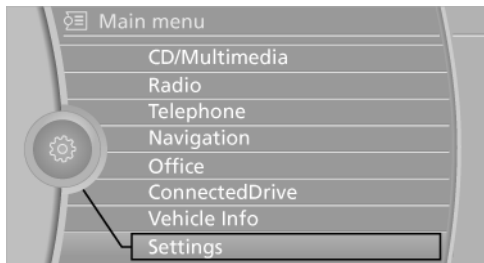 Main menu
CD/Multimedia
Radio
Telephone
Navigation
Office
ConnectedDrive
Vehicle Info
Settings